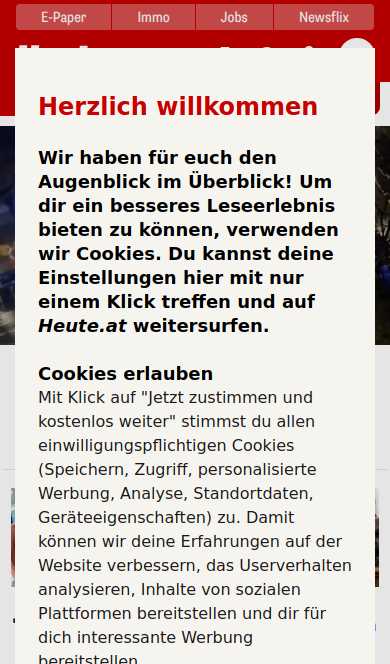 E-Paper
Immo
Jobs
Newsflix
Herzlich willkommen
Wir haben für euch den
Augenblick im Überblick! Um
dir ein besseres Leseerlebnis
bieten zu können, verwenden
wir Cookies. Du kannst deine
Einstellungen hier mit nur
einem Klick treffen und auf
Heute.at weitersurfen.
Cookies erlauben
Mit Klick auf "Jetzt zustimmen und
kostenlos weiter" stimmst du allen
einwilligungspflichtigen Cookies
(Speichern, Zugriff, personalisierte
Werbung, Analyse, Standortdaten,
Geräteeigenschaften) zu. Damit
können wir deine Erfahrungen auf der
Website verbessern, das Userverhalten
analysieren, Inhalte von sozialen
Plattformen bereitstellen und dir für
dich interessante Werbung
bereitstellen